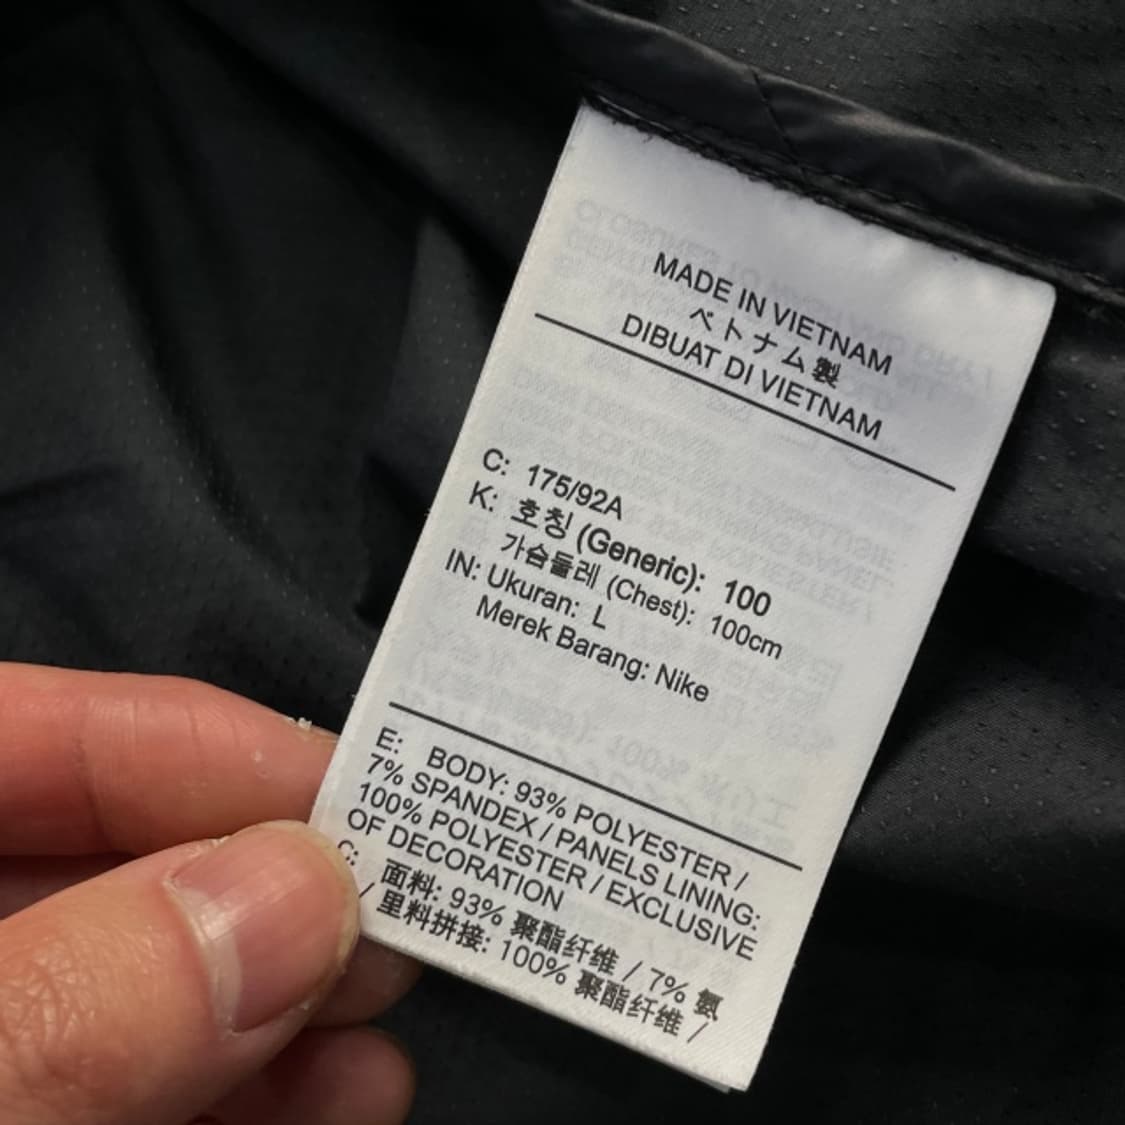 MADE IN VIETNAM
ベトナム製
DIBUAT DI VIETNAM
C: 175/92A
K: 호칭 (Generic): 100
가슴둘레 (Chest): 100cm
IN: Ukuran: L
Merek Barang: Nike
E: BODY: 93% POLYESTER /
7% SPANDEX / PANELS LINING:
100% POLYESTER / EXCLUSIVE
OF DECORATION
C: 面料: 93% 聚酯纤维 / 7% 氨
/ 里料拼接: 100% 聚酯纤维 /